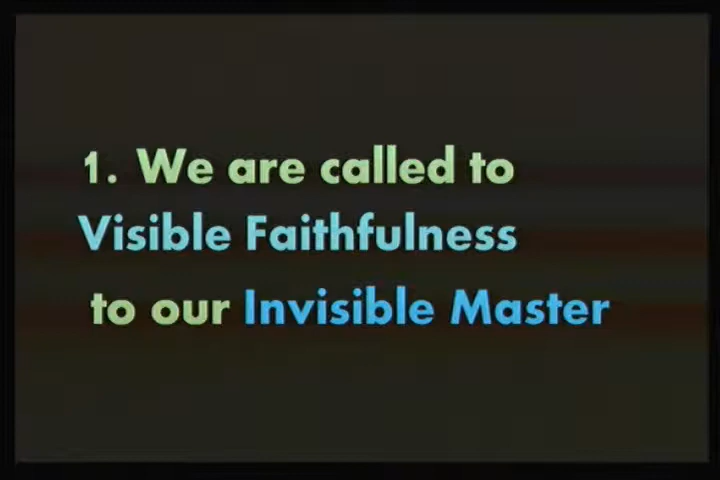 1. We are called to
Visible Faithfulness
to our Invisible Master